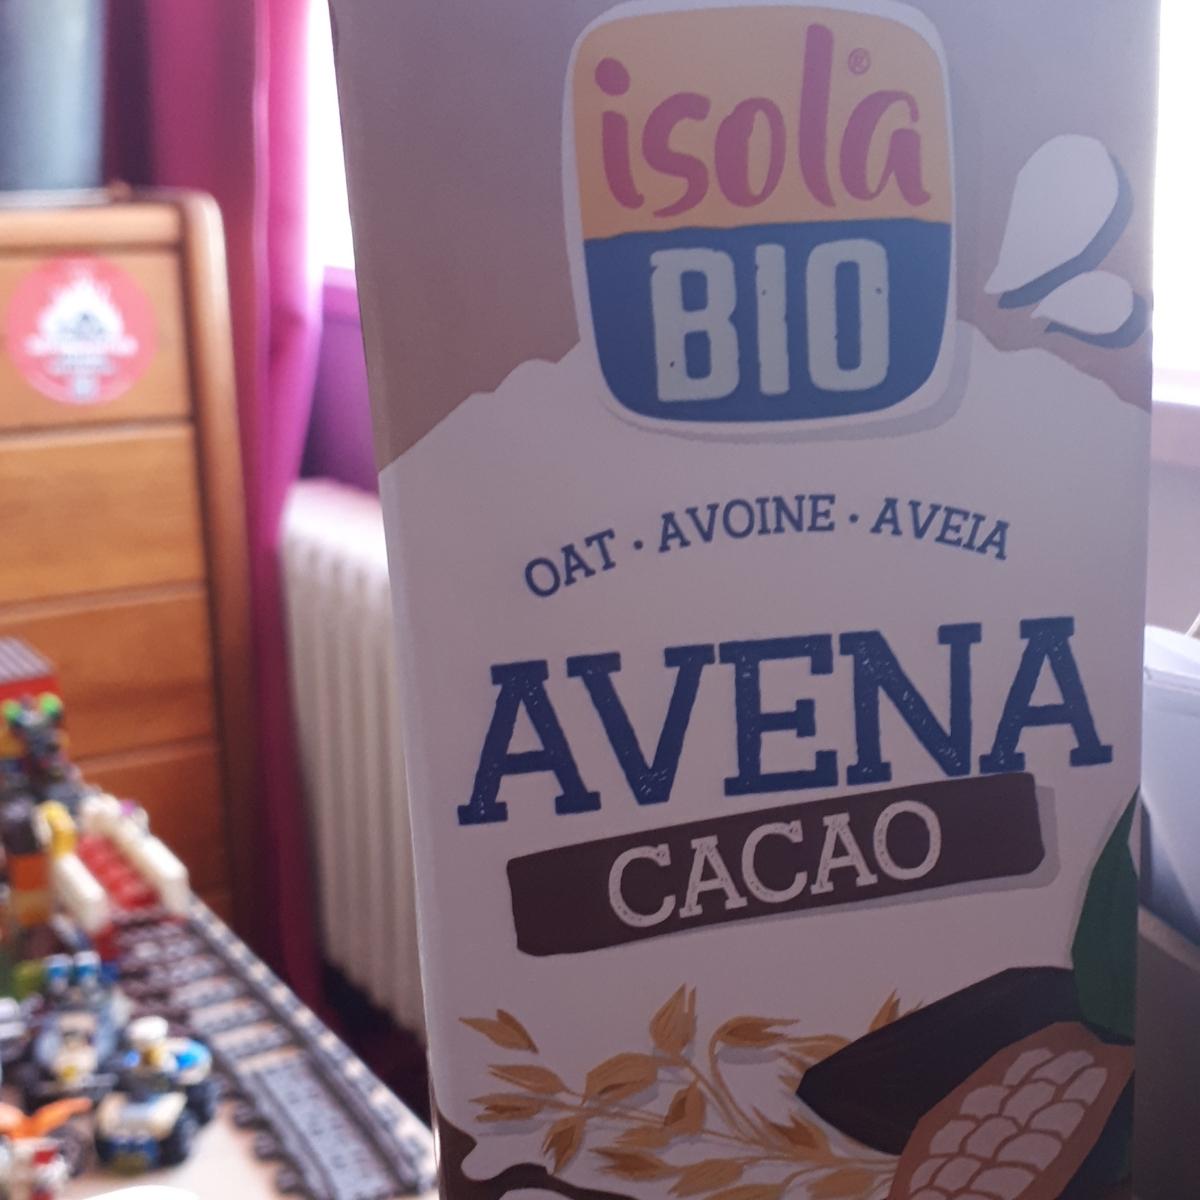 isola®
BIO
OAT · AVOINE · AVEIA
AVENA
CACAO